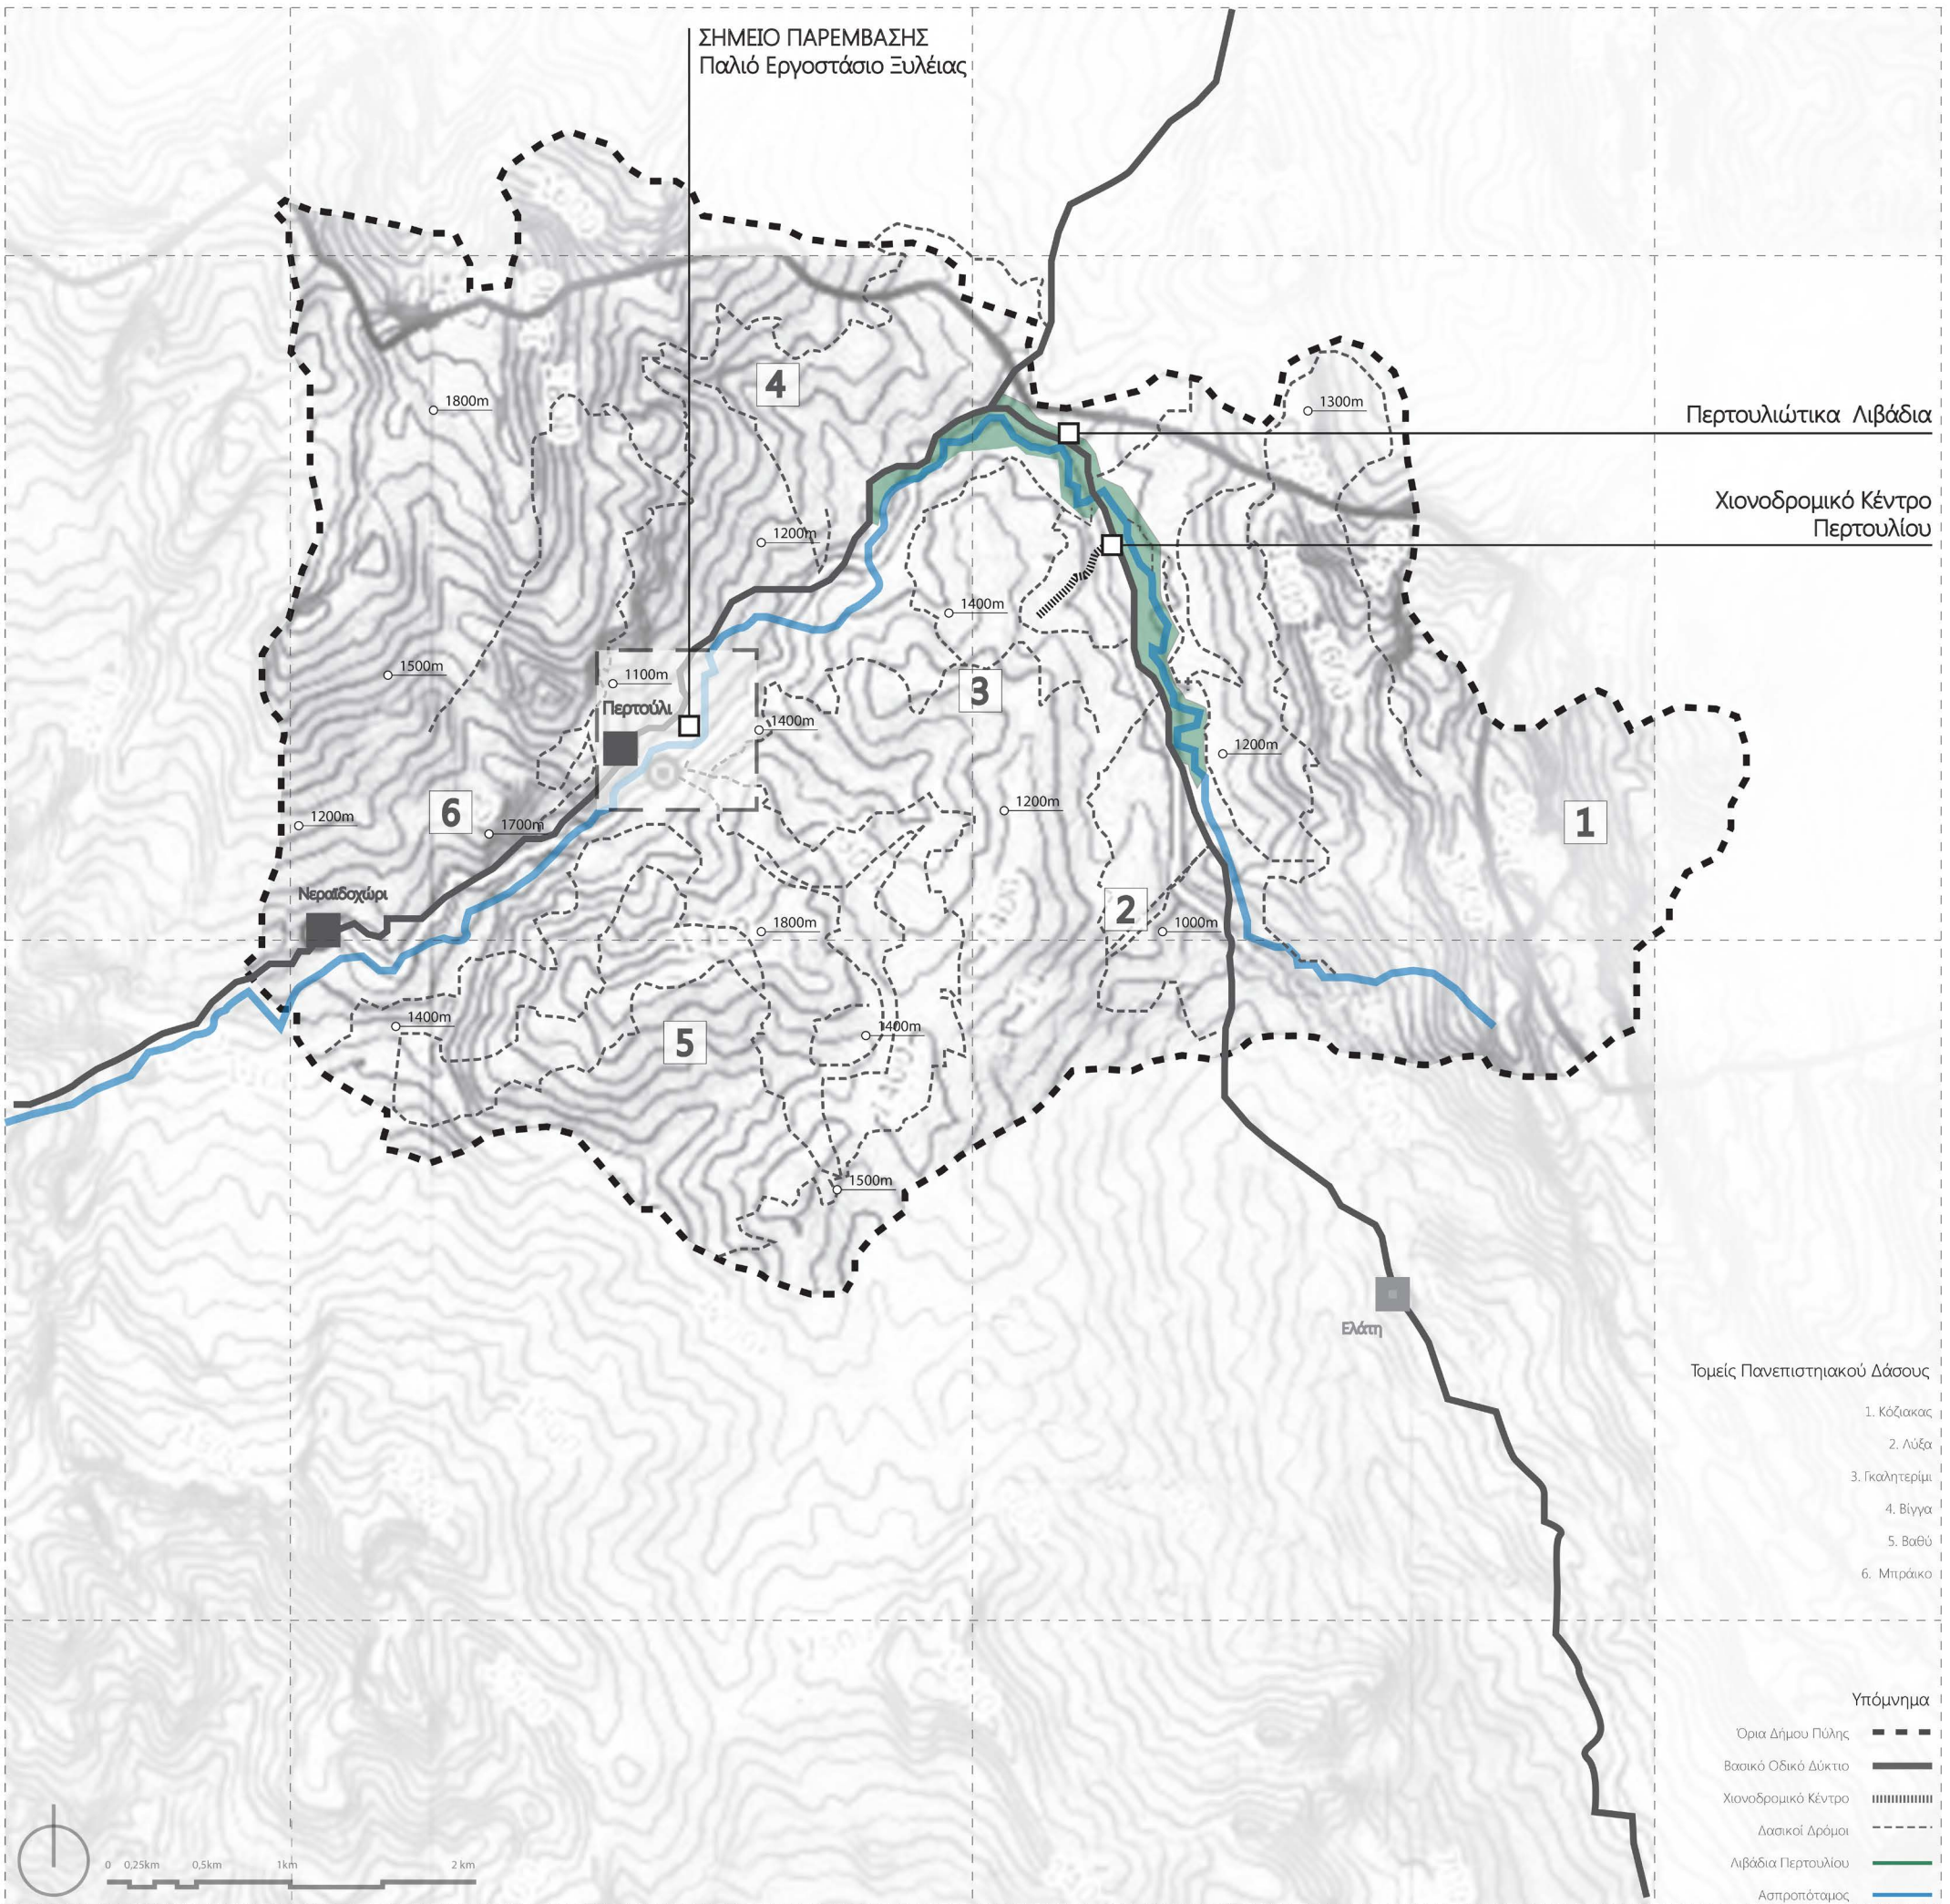 ΣΗΜΕΙΟ ΠΑΡΕΜΒΑΣΗΣ
Παλιό Εργοστάσιο Ξυλέιας
4
1800m
1300m
Περτουλιώτικα Λιβάδια
Χιονοδρομικό Κέντρο
Περτουλίου
1200m
1400m
1500m
1100m
3
Περτούλι
1400m
1200m
6
1200m
1700m
1200m
1
Νεραϊδοχώρι
2
1800m
1000m
1400m
5
1400m
1500m
Ελάτη
Τομείς Πανεπιστηιακού Δάσους
1. Κόζιακας
2. Λύξα
3. Γκαλητερίμι
4. Βίγγα
5. Βαθύ
6. Μπράικο
Υπόμνημα
Όρια Δήμου Πύλης
Βασικό Οδικό Δύκτιο
Χιονοδρομικό Κέντρο
Δασικοί Δρόμοι
Λιβάδια Περτουλίου
Ασπροπόταμος
0 0,25km 0,5km 1km 2 km